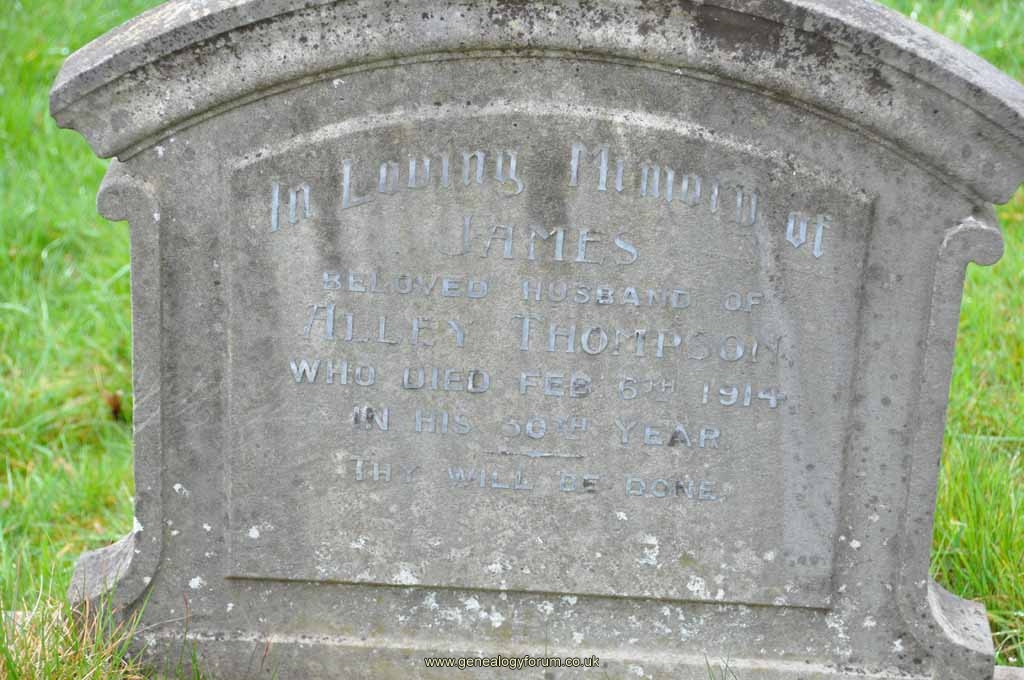 In Loving Memory of
JAMES
BELOVED HUSBAND OF
ALLEY THOMPSON
WHO DIED FEB 6TH 1914
IN HIS YEAR
THY WILL BE DONE.
www.genealogyforum.co.uk